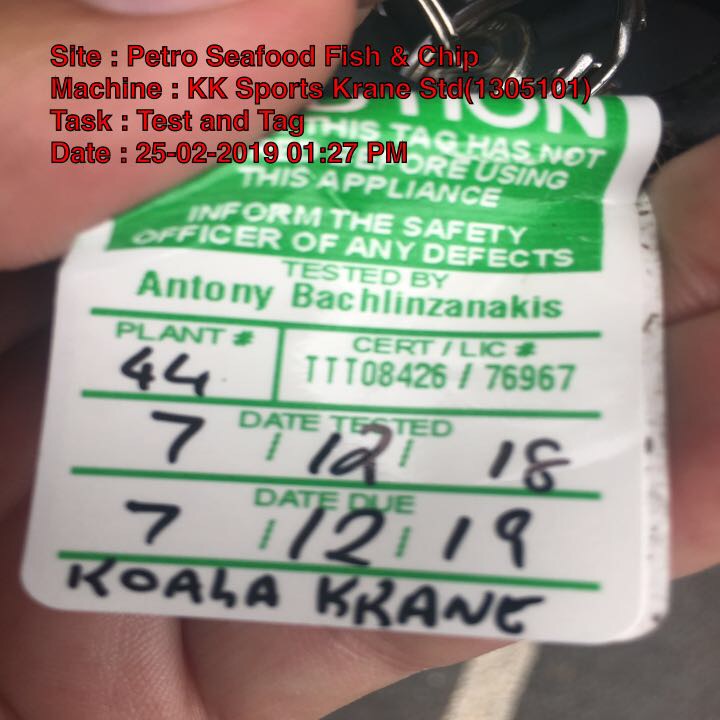 Site : Petro Seafood Fish & Chip
Machine : KK Sports Krane Std(1305101)
Task : Test and Tag
Date : 25-02-2019 01:27 PM
THIS TAG HAS NOT
BEFORE USING
THIS APPLIANCE
INFORM THE SAFETY
OFFICER OF ANY DEFECTS
TESTED BY
Antony Bachlinzanakis
PLANT #
44
CERT / LIC #
TTT08426 / 76967
DATE TESTED
7 / 12 / 18
DATE DUE
7 / 12 / 19
KOALA KRANE